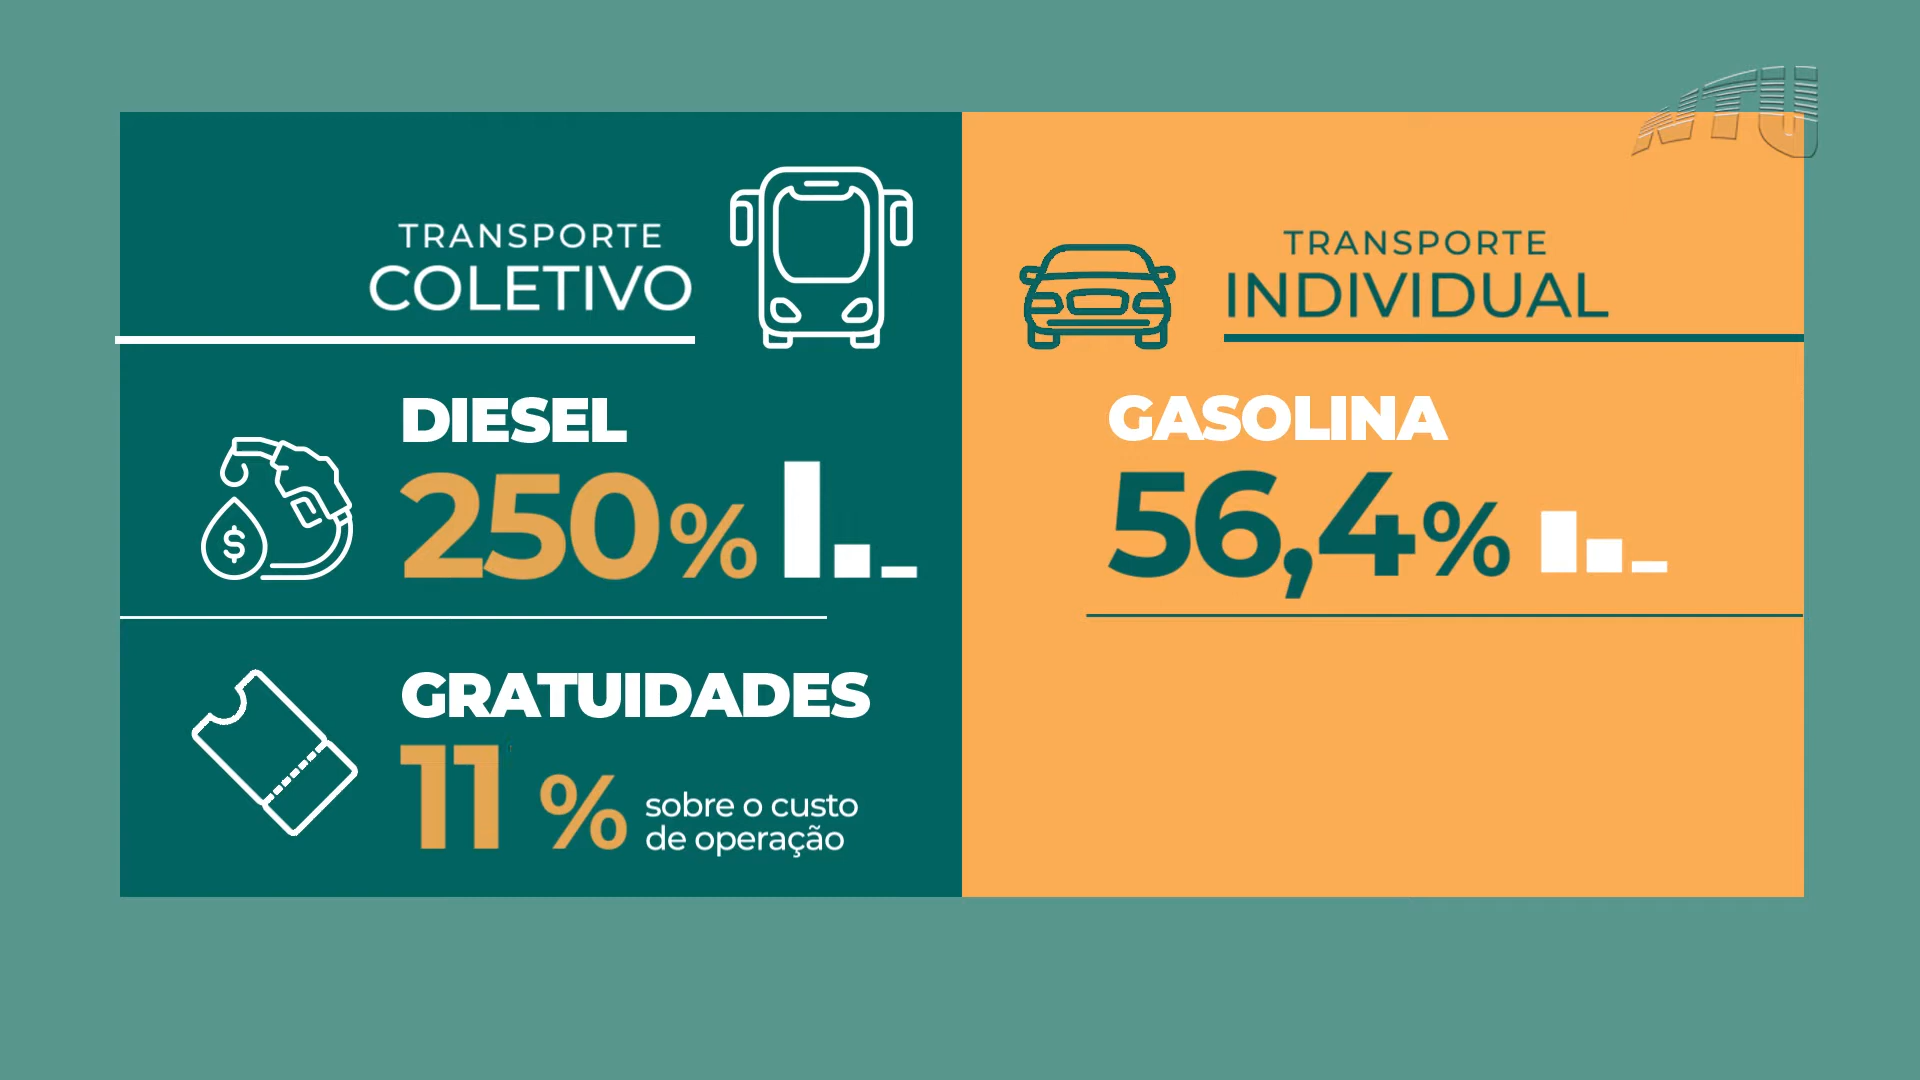 TRANSPORTE
COLETIVO
DIESEL
250%
$
GRATUIDADES
11 %
sobre o custo
de operação
NTU
TRANSPORTE
INDIVIDUAL
GASOLINA
56,4%